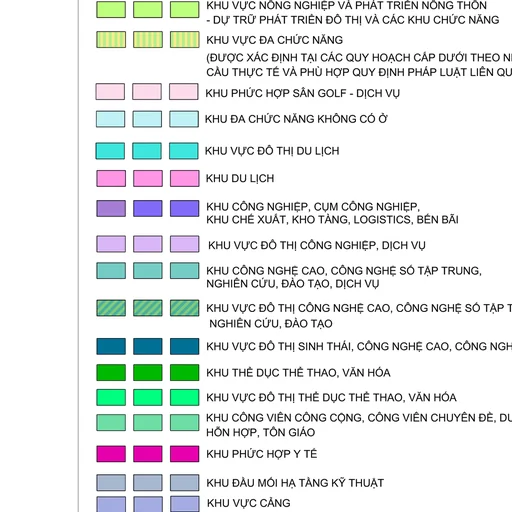 KHU VỰC NÔNG NGHIỆP VÀ PHÁT TRIỂN NÔNG THÔN
- DỰ TRỮ PHÁT TRIỂN ĐÔ THỊ VÀ CÁC KHU CHỨC NĂNG
KHU VỰC ĐA CHỨC NĂNG
(ĐƯỢC XÁC ĐỊNH TẠI CÁC QUY HOẠCH CẤP DƯỚI THEO
CẦU THỰC TẾ VÀ PHÙ HỢP QUY ĐỊNH PHÁP LUẬT LIÊN
KHU PHỨC HỢP SÂN GOLF - DỊCH VỤ
KHU ĐA CHỨC NĂNG KHÔNG CÓ Ở
KHU VỰC ĐÔ THỊ DU LỊCH
KHU DU LỊCH
KHU CÔNG NGHIỆP, CỤM CÔNG NGHIỆP,
KHU CHẾ XUẤT, KHO TÀNG, LOGISTICS, BẾN BÃI
KHU VỰC ĐÔ THỊ CÔNG NGHIỆP, DỊCH VỤ
KHU CÔNG NGHỆ CAO, CÔNG NGHỆ SỐ TẬP TRUNG,
NGHIÊN CỨU, ĐÀO TẠO, DỊCH VỤ
KHU VỰC ĐÔ THỊ CÔNG NGHỆ CAO, CÔNG NGHỆ SỐ TẬP
NGHIÊN CỨU, ĐÀO TẠO
KHU VỰC ĐÔ THỊ SINH THÁI, CÔNG NGHỆ CAO, CÔNG
KHU THỂ DỤC THỂ THAO, VĂN HÓA
KHU VỰC ĐÔ THỊ THỂ DỤC THỂ THAO, VĂN HÓA
KHU CÔNG VIÊN CÔNG CỘNG, CÔNG VIÊN CHUYÊN ĐỀ,
HỖN HỢP, TÔN GIÁO
KHU PHỨC HỢP Y TẾ
KHU ĐẦU MỐI HẠ TẦNG KỸ THUẬT
KHU VỰC CẢNG